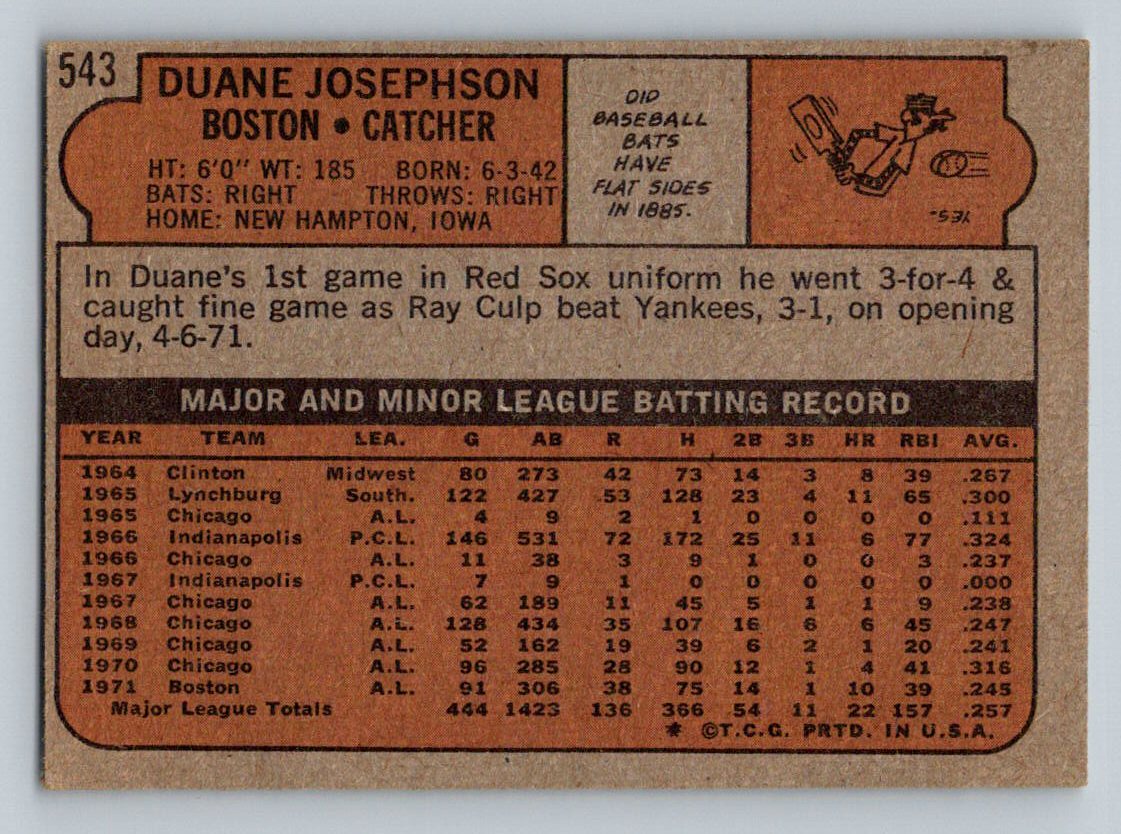 543
DUANE JOSEPHSON
BOSTON • CATCHER
HT: 6'0" WT: 185 BORN: 6-3-42
BATS: RIGHT THROWS: RIGHT
HOME: NEW HAMPTON, IOWA
DID
BASEBALL
BATS
HAVE
FLAT SIDES
IN 1885.
YES.
In Duane's 1st game in Red Sox uniform he went 3-for-4 &
caught fine game as Ray Culp beat Yankees, 3-1, on opening
day, 4-6-71.
MAJOR AND MINOR LEAGUE BATTING RECORD
YEAR TEAM LEA. G AB R H 2B 3B HR RBI AVG.
1964 Clinton Midwest 80 273 42 73 14 3 8 39 .267
1965 Lynchburg South. 122 427 53 128 23 4 11 65 .300
1965 Chicago A.L. 4 9 2 1 0 0 0 0 .111
1966 Indianapolis P.C.L. 146 531 72 172 25 11 6 77 .324
1966 Chicago A.L. 11 38 3 9 1 0 0 3 .237
1967 Indianapolis P.C.L. 7 9 1 0 0 0 0 0 .000
1967 Chicago A.L. 62 189 11 45 5 1 1 9 .238
1968 Chicago A.L. 128 434 35 107 16 6 6 45 .247
1969 Chicago A.L. 52 162 19 39 6 2 1 20 .241
1970 Chicago A.L. 96 285 28 90 12 1 4 41 .316
1971 Boston A.L. 91 306 38 75 14 1 10 39 .245
Major League Totals 444 1423 136 366 54 11 22 157 .257
* ©T.C.G. PRTD. IN U.S.A.